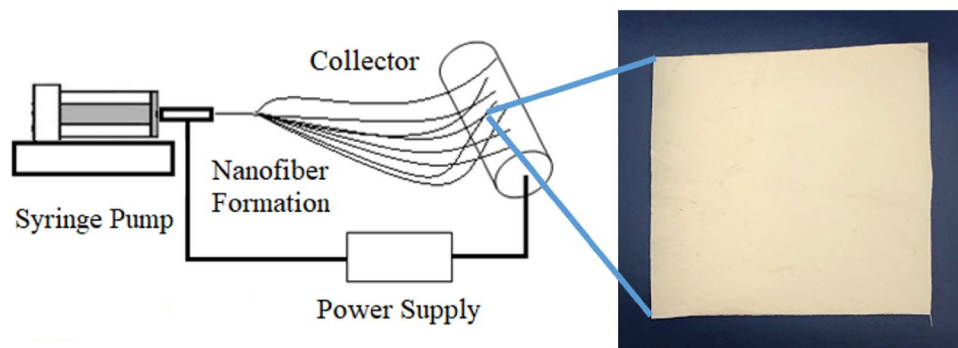 Collector
Nanofiber
Formation
Syringe Pump
Power Supply